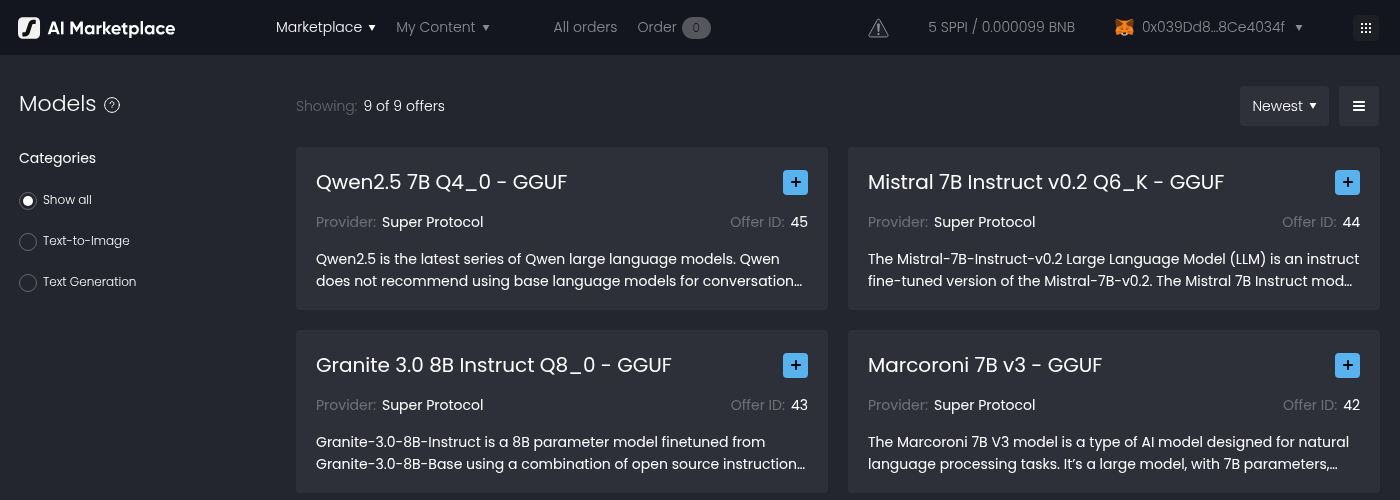 AI Marketplace
Marketplace
My Content
All orders
Order 0
5 SPPI / 0.000099 BNB
0x039Dd8...8Ce4034f
Models ?
Showing: 9 of 9 offers
Newest
Categories
Show all
Text-to-Image
Text Generation
Qwen2.5 7B Q4_0 - GGUF
Provider: Super Protocol
Offer ID: 45
Qwen2.5 is the latest series of Qwen large language models. Qwen
does not recommend using base language models for conversation...
Mistral 7B Instruct v0.2 Q6_K - GGUF
Provider: Super Protocol
Offer ID: 44
The Mistral-7B-Instruct-v0.2 Large Language Model (LLM) is an instruct
fine-tuned version of the Mistral-7B-v0.2. The Mistral 7B Instruct mod...
Granite 3.0 8B Instruct Q8_0 - GGUF
Provider: Super Protocol
Offer ID: 43
Granite-3.0-8B-Instruct is a 8B parameter model finetuned from
Granite-3.0-8B-Base using a combination of open source instruction...
Marcoroni 7B v3 - GGUF
Provider: Super Protocol
Offer ID: 42
The Marcoroni 7B V3 model is a type of AI model designed for natural
language processing tasks. It's a large model, with 7B parameters,...